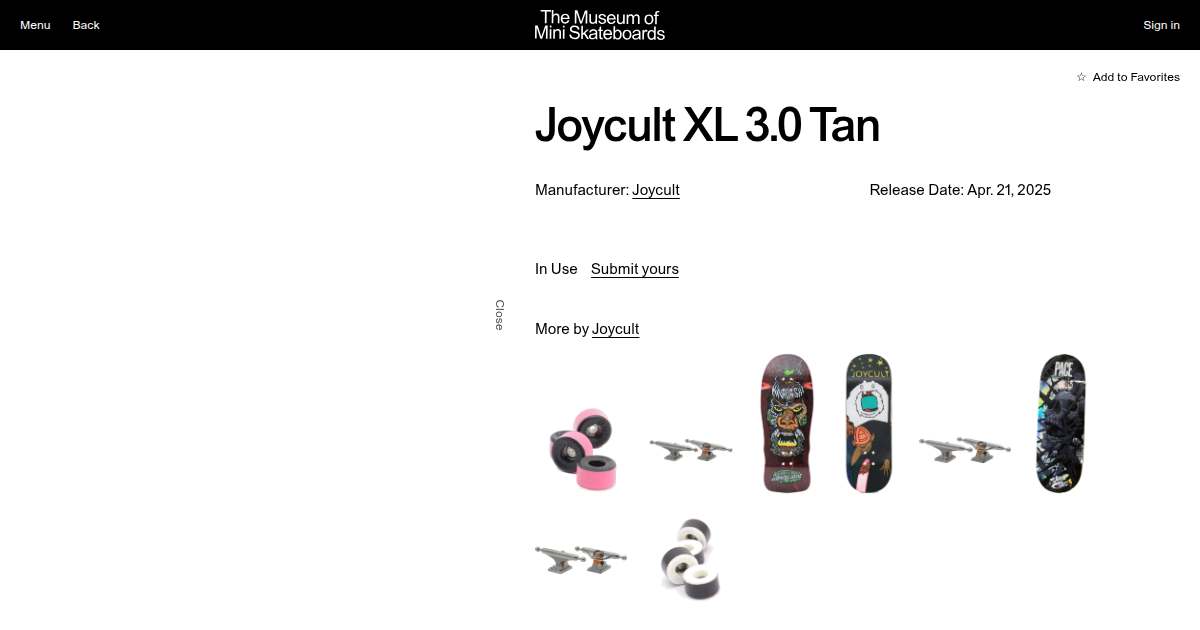 Menu
Back
The Museum of
Mini Skateboards
Sign in
☆ Add to Favorites
Joycult XL 3.0 Tan
Manufacturer: Joycult
Release Date: Apr. 21, 2025
In Use
Submit yours
Close
More by Joycult
JOYCULT
PACE